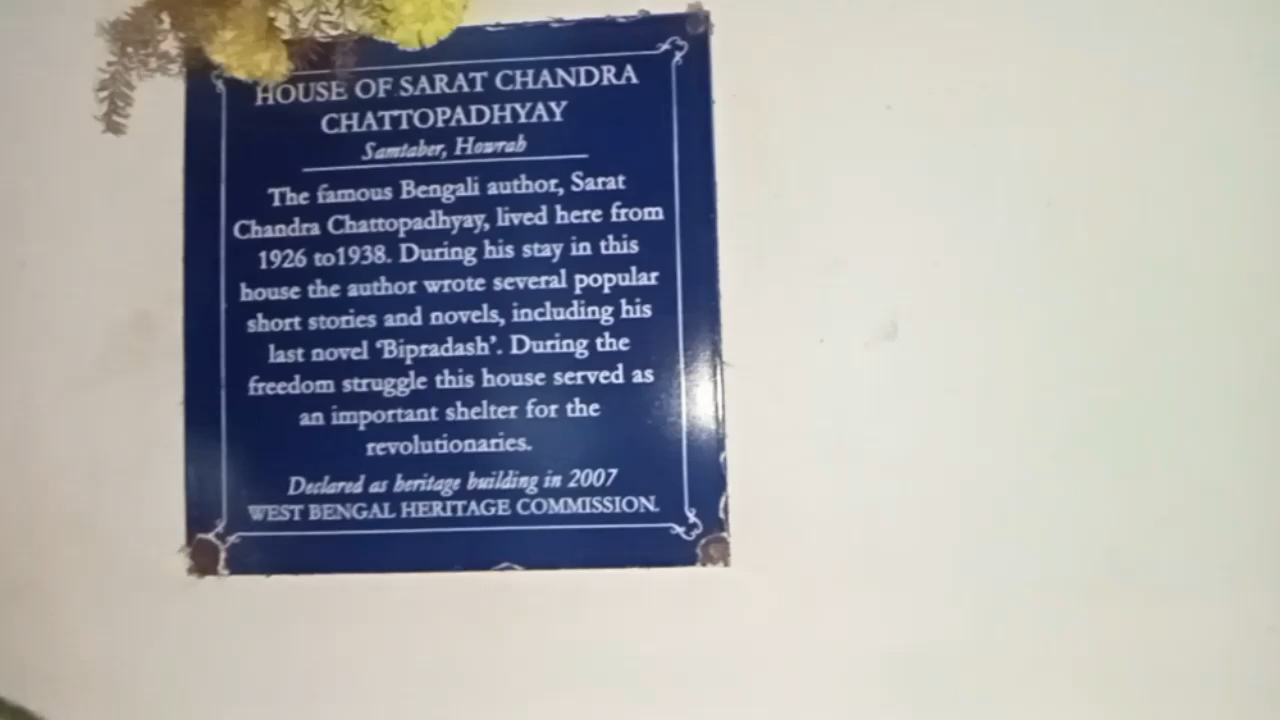 HOUSE OF SARAT CHANDRA
CHATTOPADHYAY
Samtaber, Howrah
The famous Bengali author, Sarat
Chandra Chattopadhyay, lived here from
1926 to1938. During his stay in this
house the author wrote several popular
short stories and novels, including his
last novel 'Bipradash'. During the
freedom struggle this house served as
an important shelter for the
revolutionaries.
Declared as heritage building in 2007
WEST BENGAL HERITAGE COMMISSION.